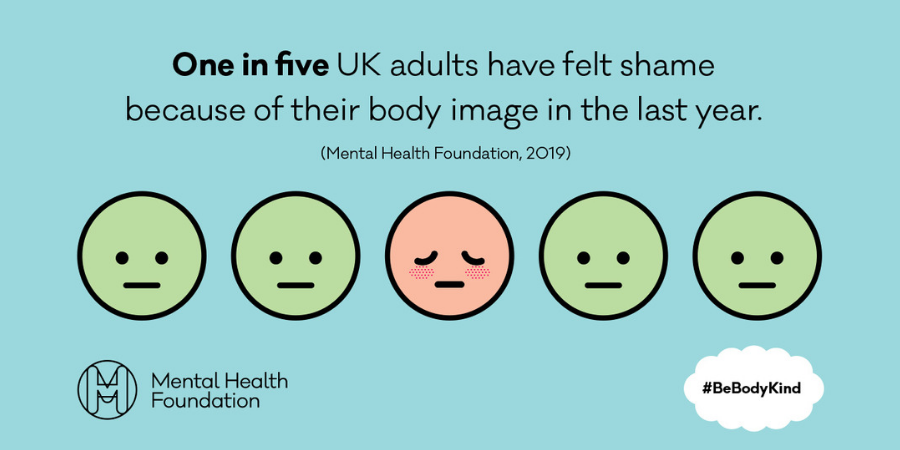 One in five UK adults have felt shame
because of their body image in the last year.
(Mental Health Foundation, 2019)
Mental Health
Foundation
#BeBodyKind